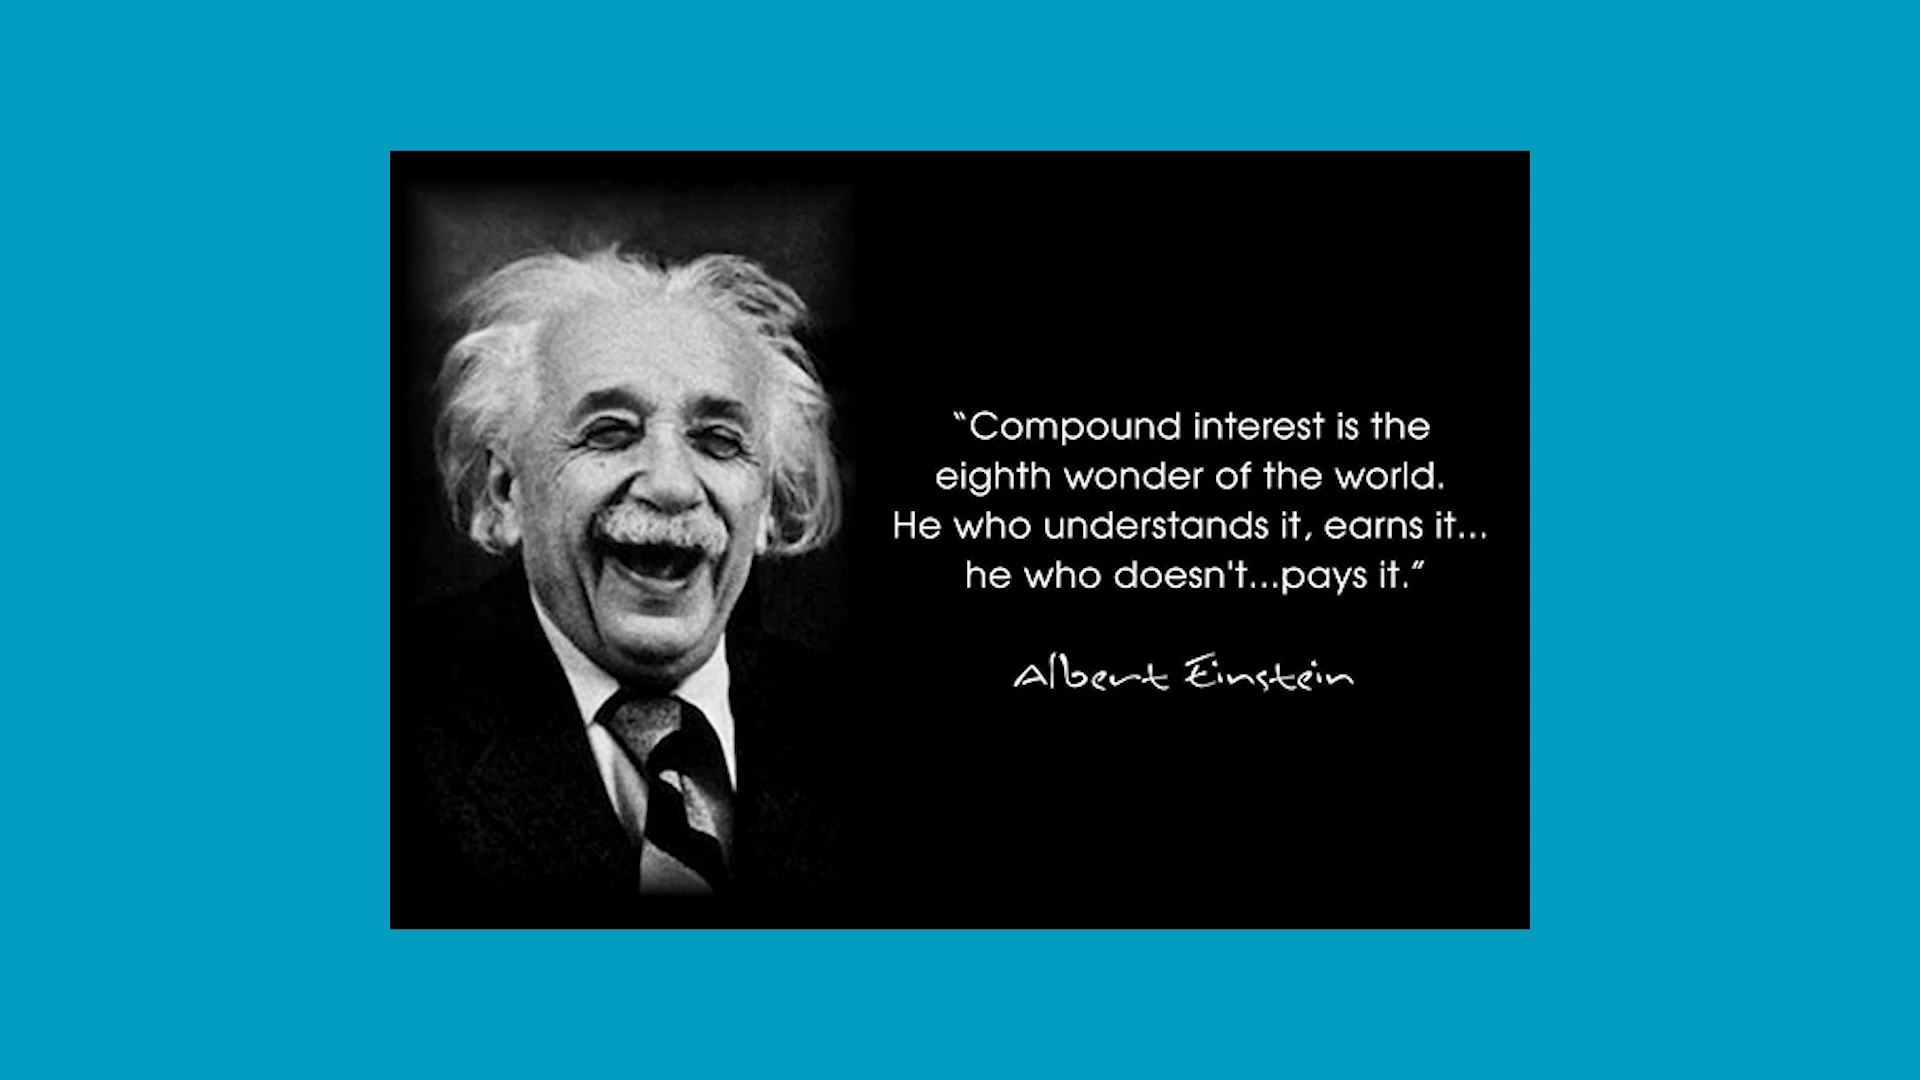 “Compound interest is the
eighth wonder of the world.
He who understands it, earns it...
he who doesn't...pays it.”
Albert Einstein